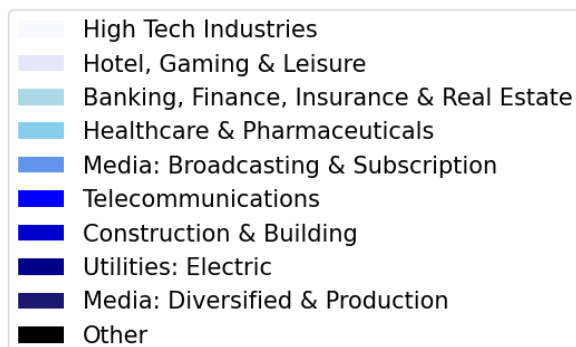 High Tech Industries
Hotel, Gaming & Leisure
Banking, Finance, Insurance & Real Estate
Healthcare & Pharmaceuticals
Media: Broadcasting & Subscription
Telecommunications
Construction & Building
Utilities: Electric
Media: Diversified & Production
Other